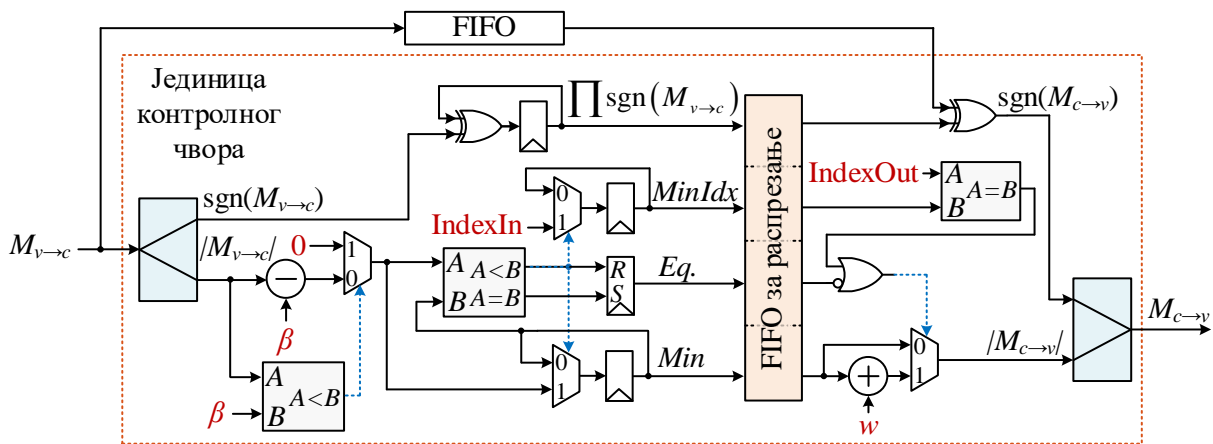 FIFO
Јединица
контролног
чвора
∏ sgn(M_{v→c})
sgn(M_{c→v})
IndexOut
A
A=B
B
sgn(M_{v→c})
MinIdx
0
1
IndexIn
M_{v→c}
|M_{v→c}|
0
1
0
−
β
A
A<B
B
A=B
R
S
Eq.
FIFO за распрезање
0
1
Min
A
A<B
B
β
0
1
+
w
|M_{c→v}|
M_{c→v}